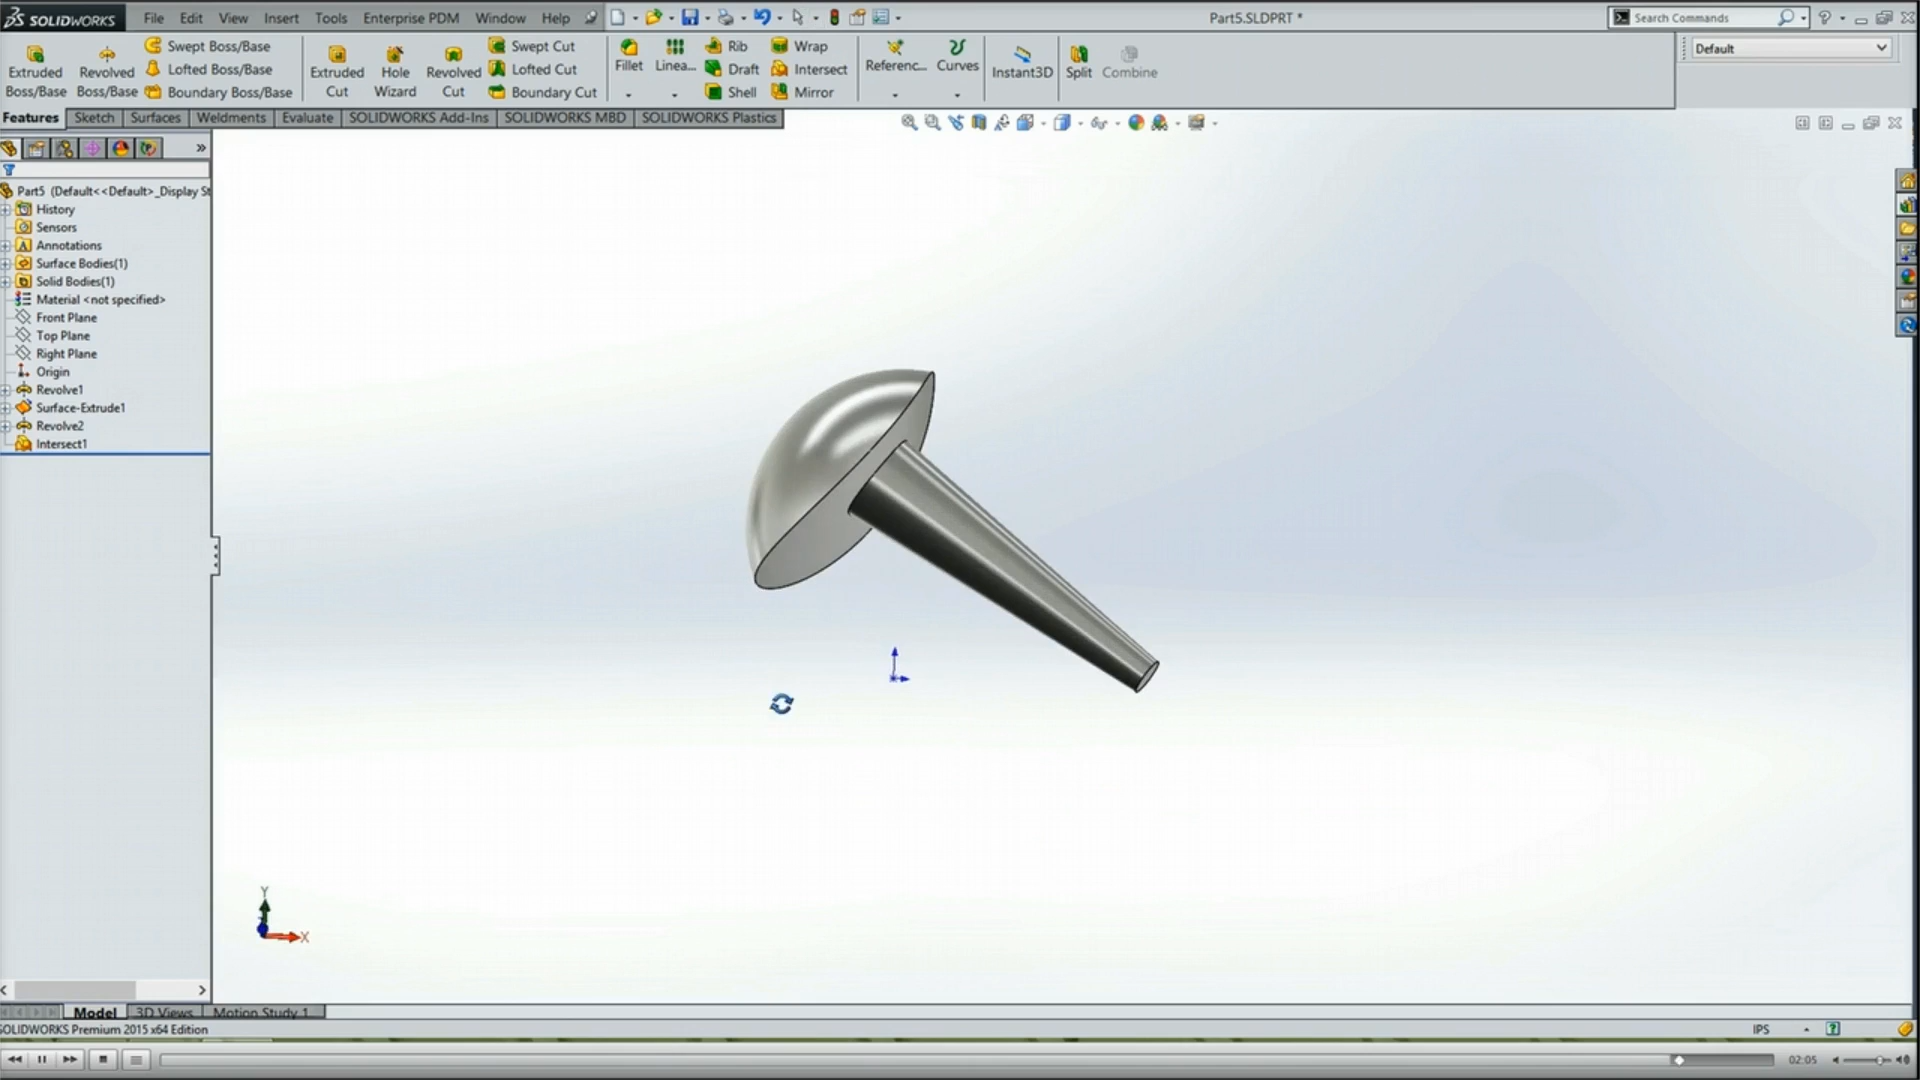 SOLIDWORKS File Edit View Insert Tools Enterprise PDM Window Help Part5.SLDPRT * Search Commands ?
Extruded Boss/Base
Revolved Boss/Base
Swept Boss/Base
Lofted Boss/Base
Boundary Boss/Base
Extruded Cut
Hole Wizard
Revolved Cut
Swept Cut
Lofted Cut
Boundary Cut
Fillet
Linea...
Rib
Draft
Shell
Wrap
Intersect
Mirror
Referenc...
Curves
Instant3D
Split
Combine
Default
Features Sketch Surfaces Weldments Evaluate SOLIDWORKS Add-Ins SOLIDWORKS MBD SOLIDWORKS Plastics
»
Part5 (Default<<Default>_Display St
History
Sensors
Annotations
Surface Bodies(1)
Solid Bodies(1)
Material <not specified>
Front Plane
Top Plane
Right Plane
Origin
Revolve1
Surface-Extrude1
Revolve2
Intersect1
Y
X
Model 3D Views Motion Study 1
SOLIDWORKS Premium 2015 x64 Edition IPS ?
02:05